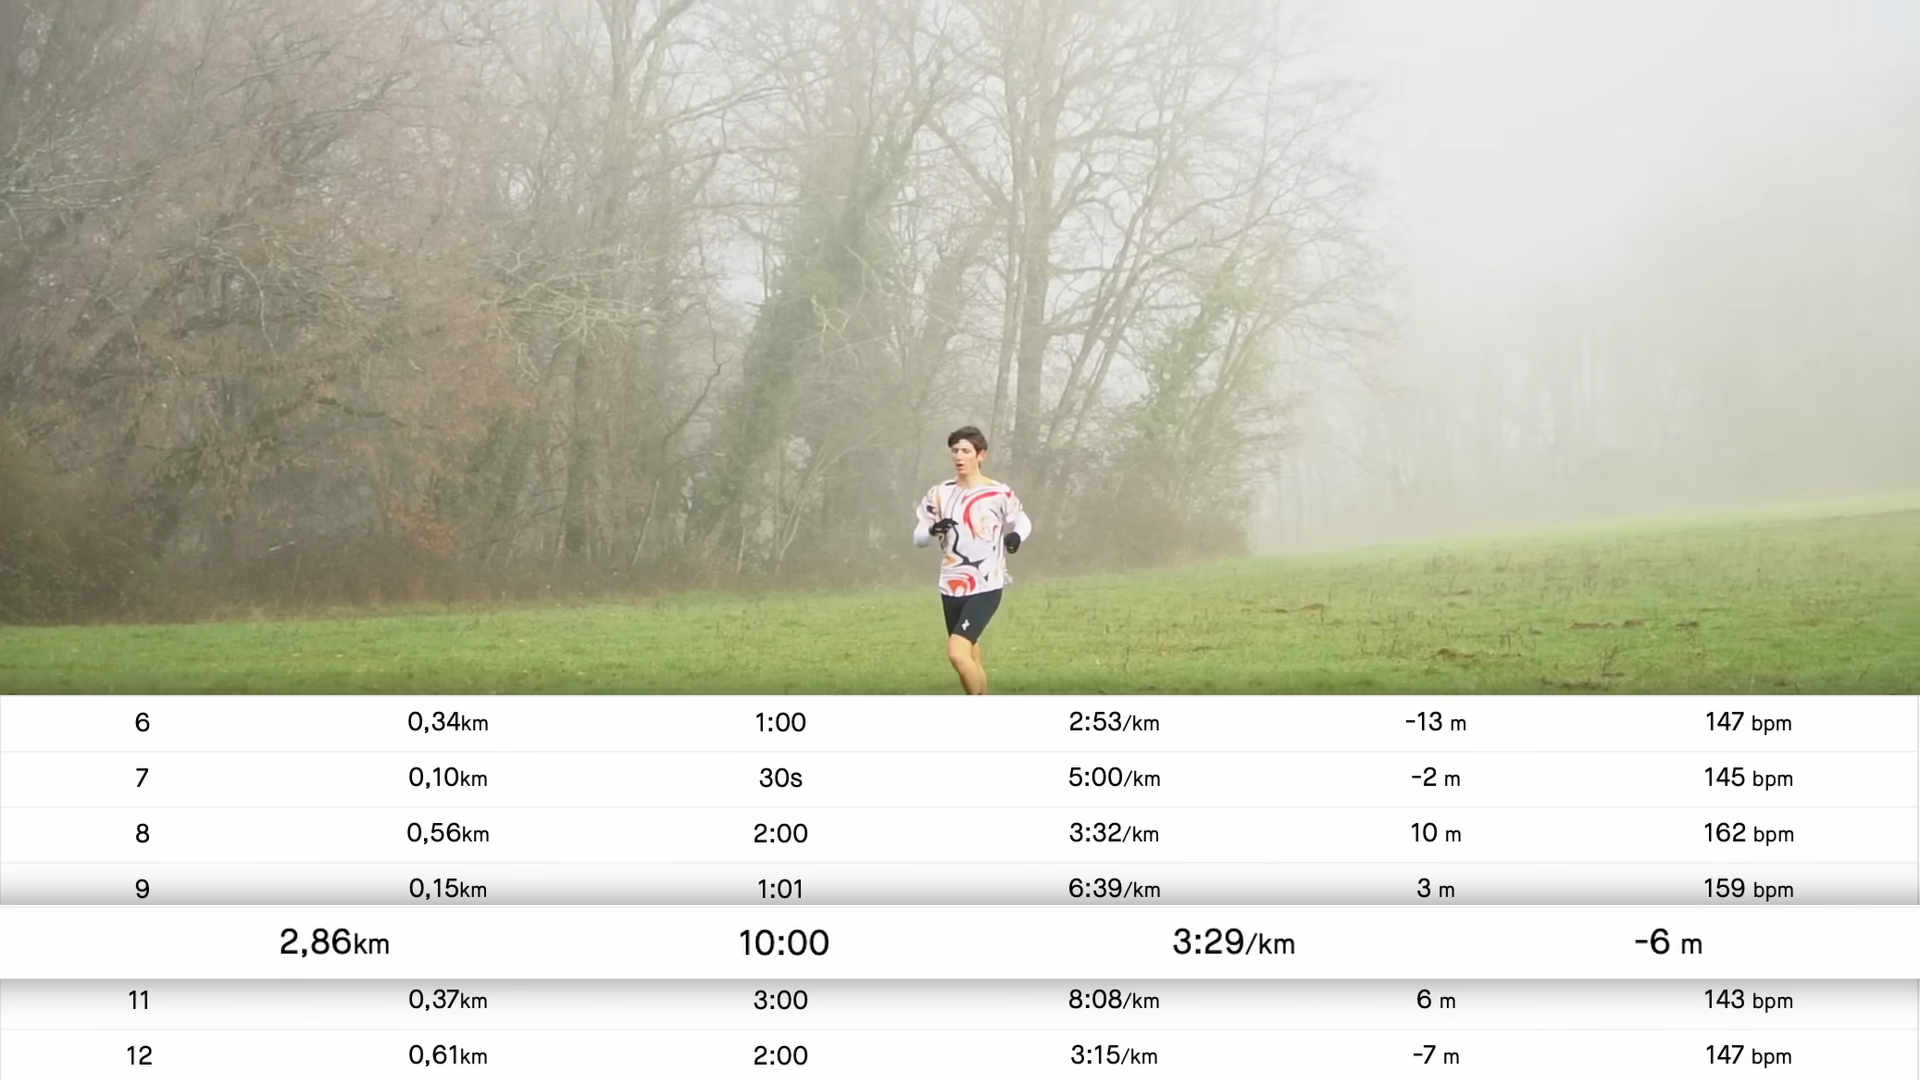 6 0,34km 1:00 2:53/km -13 m 147 bpm
7 0,10km 30s 5:00/km -2 m 145 bpm
8 0,56km 2:00 3:32/km 10 m 162 bpm
9 0,15km 1:01 6:39/km 3 m 159 bpm
2,86km 10:00 3:29/km -6 m
11 0,37km 3:00 8:08/km 6 m 143 bpm
12 0,61km 2:00 3:15/km -7 m 147 bpm